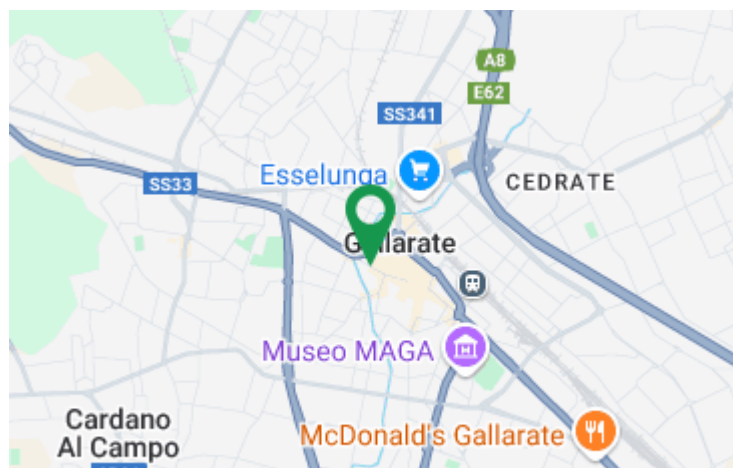 A8
E62
SS341
Esselunga
CEDRATE
SS33
Gallarate
Museo MAGA
Cardano
Al Campo
McDonald's Gallarate